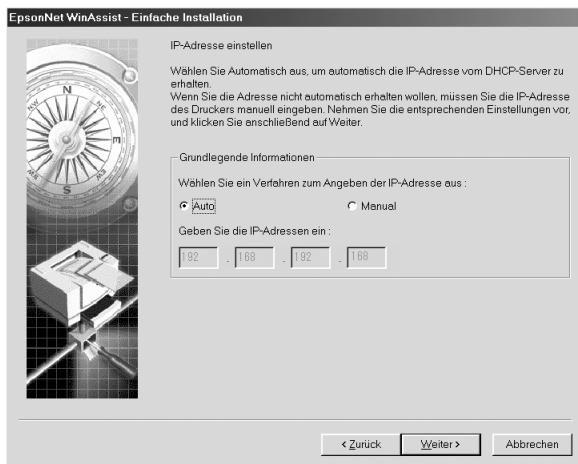 EpsonNet WinAssist - Einfache Installation
IP-Adresse einstellen
Wählen Sie Automatisch aus, um automatisch die IP-Adresse vom DHCP-Server zu
erhalten.
Wenn Sie die Adresse nicht automatisch erhalten wollen, müssen Sie die IP-Adresse
des Druckers manuell eingeben. Nehmen Sie die entsprechenden Einstellungen vor,
und klicken Sie anschließend auf Weiter.
Grundlegende Informationen
Wählen Sie ein Verfahren zum Angeben der IP-Adresse aus :
Auto Manual
Geben Sie die IP-Adressen ein :
192 . 168 . 192 . 168
N
NW
W
SW
S
E
< Zurück Weiter > Abbrechen